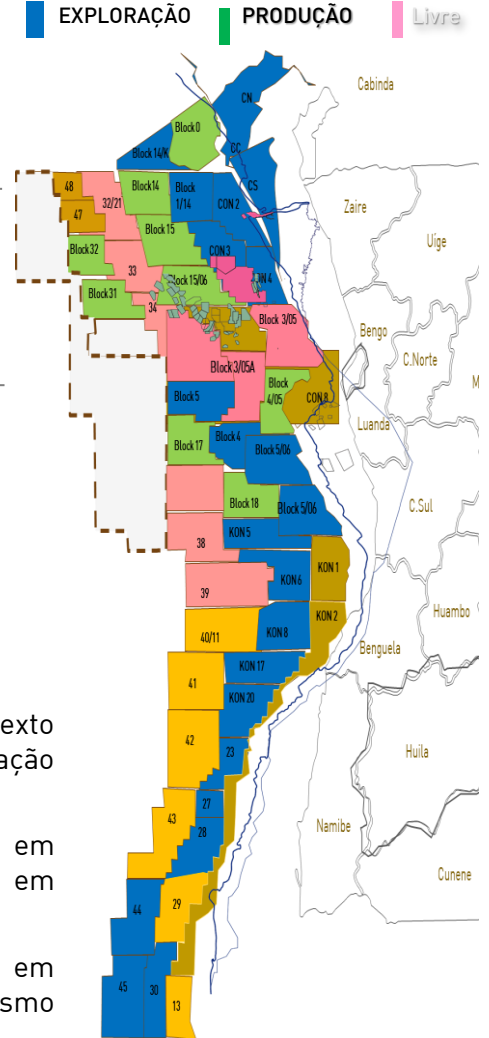 EXPLORAÇÃO PRODUÇÃO Livre
Cabinda
CN
Block 0
Block 14/K
CC
CS
48
32/21
Block14
Block
1/14
CON 2
Zaire
47
Block 15
Uíge
Block32
33
CON 3
Block 15/06
Block31
34
Block 3/05
Bengo
C.Norte
Block 3/05A
Block
4/05
CON 8
Block 5
Luanda
Block 17
Block 4
Block 5/06
C.Sul
Block 18
Block 5/06
KON 5
38
KON 6
KON 1
39
Huambo
KON 2
40/11
KON 8
Benguela
KON 17
41
KON 20
exto
42
23
Huila
ação
27
43
28
Namibe
em
Cunene
em
29
44
em
45
30
13
smo